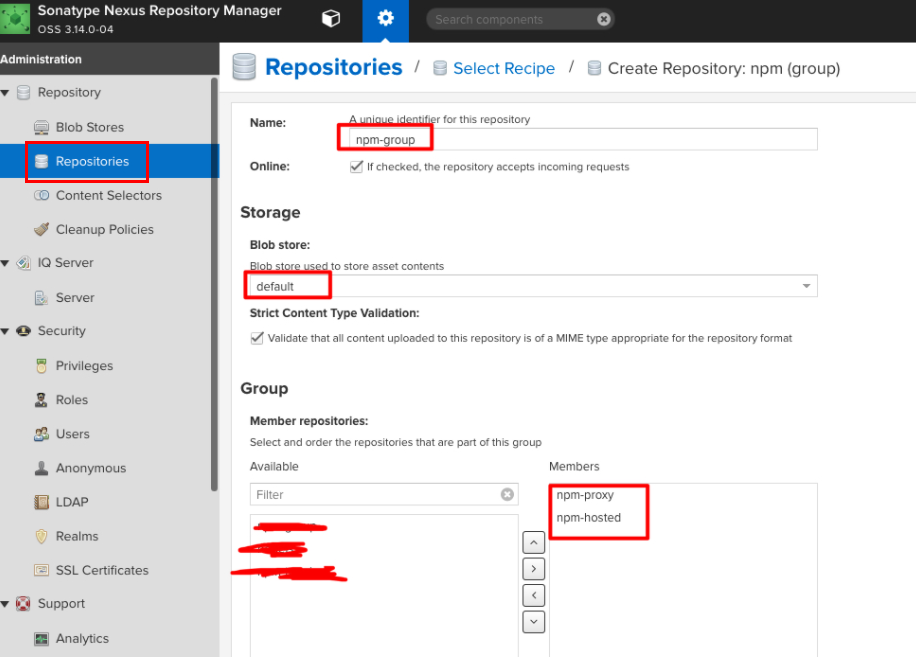 Sonatype Nexus Repository Manager
OSS 3.14.0-04
Search components
Administration
Repository
Blob Stores
Repositories
Content Selectors
Cleanup Policies
IQ Server
Server
Security
Privileges
Roles
Users
Anonymous
LDAP
Realms
SSL Certificates
Support
Analytics
Repositories / Select Recipe / Create Repository: npm (group)
Name:
A unique identifier for this repository
npm-group
Online:
If checked, the repository accepts incoming requests
Storage
Blob store:
Blob store used to store asset contents
default
Strict Content Type Validation:
Validate that all content uploaded to this repository is of a MIME type appropriate for the repository format
Group
Member repositories:
Select and order the repositories that are part of this group
Available
Filter
Members
npm-proxy
npm-hosted